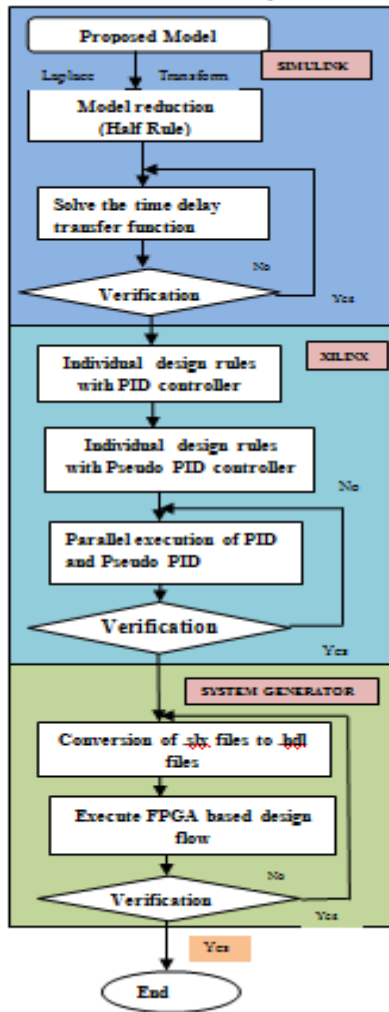 Proposed Model
SIMULINK
Laplace Transform
Model reduction
(Half Rule)
Solve the time delay
transfer function
No
Verification
Yes
Individual design rules
with PID controller
XILINX
Individual design rules
with Pseudo PID controller
No
Parallel execution of PID
and Pseudo PID
Verification
Yes
SYSTEM GENERATOR
Conversion of .slx files to .hdl
files
Execute FPGA based design
flow
No
Verification
Yes
Yes
End